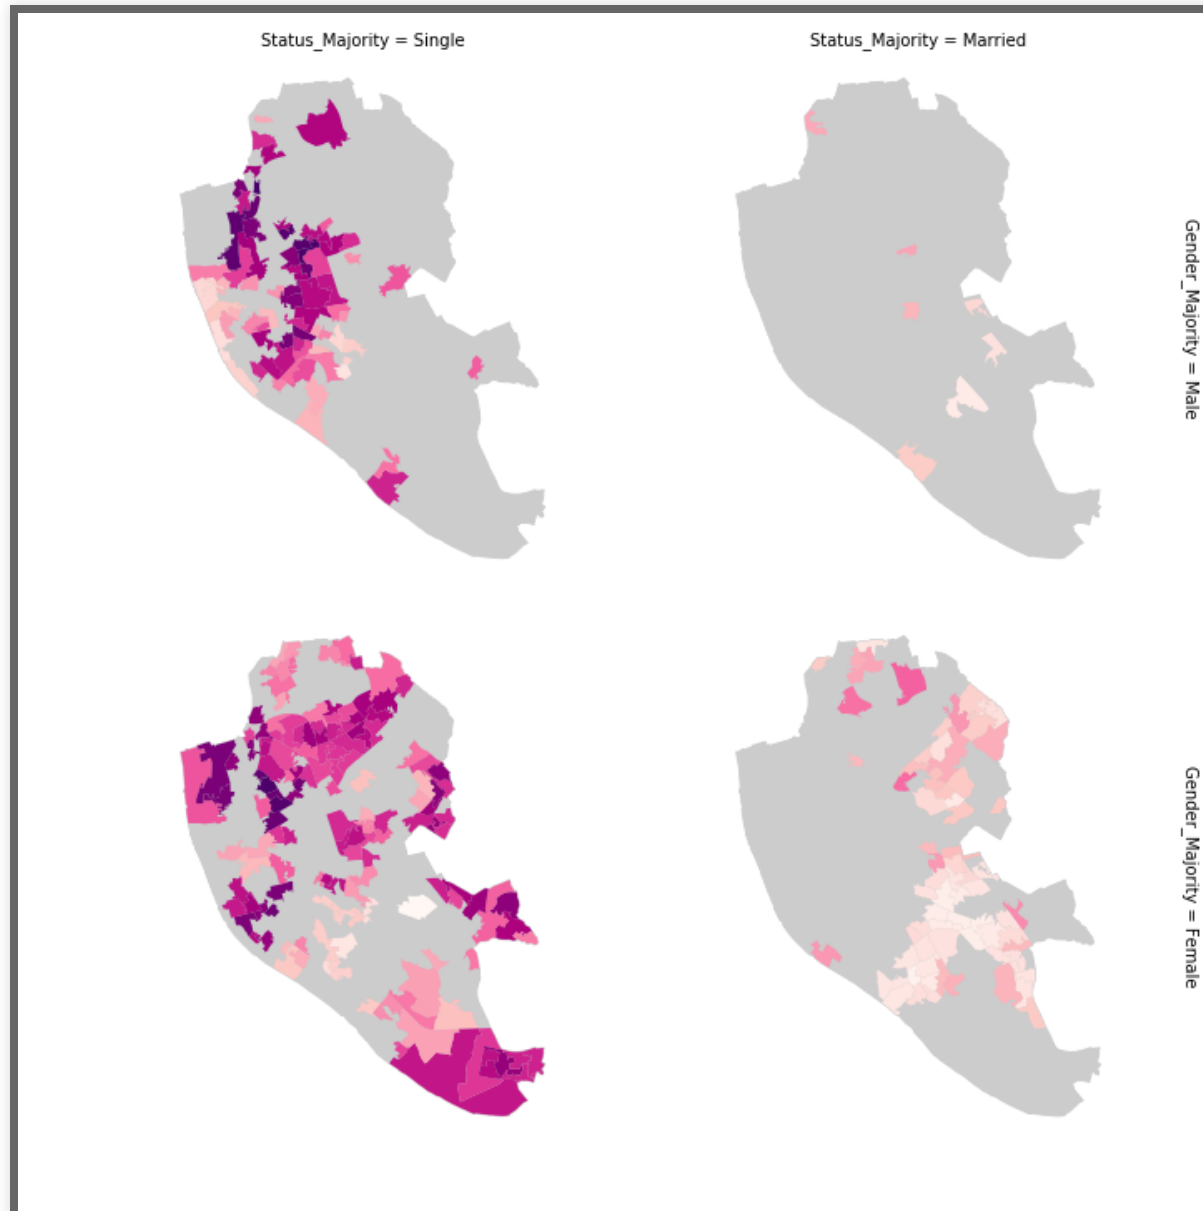 Status_Majority = Single
Status_Majority = Married
Gender_Majority = Male
Gender_Majority = Female